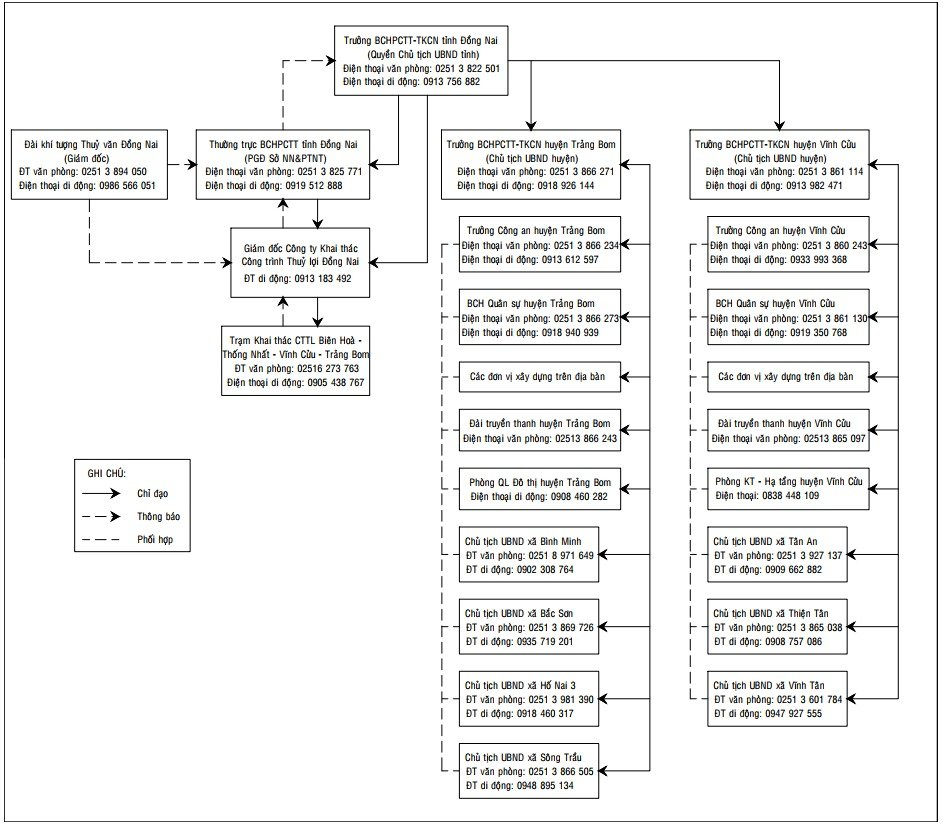 Trưởng BCHPCTT-TKCN tỉnh Đồng Nai
(Quyền Chủ tịch UBND tỉnh)
Điện thoại văn phòng: 0251 3 822 501
Điện thoại di động: 0913 756 882
Đài khí tượng Thuỷ văn Đồng Nai
(Giám đốc)
ĐT văn phòng: 0251 3 894 050
Điện thoại di động: 0986 566 051
Thường trực BCHPCTT tỉnh Đồng Nai
(PGĐ Sở NN&PTNT)
Điện thoại văn phòng: 0251 3 825 771
Điện thoại di động: 0919 512 888
Trưởng BCHPCTT-TKCN huyện Trảng Bom
(Chủ tịch UBND huyện)
Điện thoại văn phòng: 0251 3 866 271
Điện thoại di động: 0918 926 144
Trưởng BCHPCTT-TKCN huyện Vĩnh Cửu
(Chủ tịch UBND huyện)
Điện thoại văn phòng: 0251 3 861 114
Điện thoại di động: 0913 982 471
Giám đốc Công ty Khai thác
Công trình Thuỷ lợi Đồng Nai
ĐT di động: 0913 183 492
Trạm Khai thác CTTL Biên Hoà -
Thống Nhất - Vĩnh Cửu - Trảng Bom
ĐT văn phòng: 02516 273 763
Điện thoại di động: 0905 438 767
GHI CHÚ:
Chỉ đạo
Thông báo
Phối hợp
Trưởng Công an huyện Trảng Bom
Điện thoại văn phòng: 0251 3 866 234
Điện thoại di động: 0913 612 597
BCH Quân sự huyện Trảng Bom
Điện thoại văn phòng: 0251 3 866 273
Điện thoại di động: 0918 940 939
Các đơn vị xây dựng trên địa bàn
Đài truyền thanh huyện Trảng Bom
Điện thoại văn phòng: 02513 866 243
Phòng QL Đô thị huyện Trảng Bom
Điện thoại di động: 0908 460 282
Chủ tịch UBND xã Bình Minh
ĐT văn phòng: 0251 8 971 649
ĐT di động: 0902 308 764
Chủ tịch UBND xã Bắc Sơn
ĐT văn phòng: 0251 3 869 726
ĐT di động: 0935 719 201
Chủ tịch UBND xã Hố Nai 3
ĐT văn phòng: 0251 3 981 390
ĐT di động: 0918 460 317
Chủ tịch UBND xã Sông Trầu
ĐT văn phòng: 0251 3 866 505
ĐT di động: 0948 895 134
Trưởng Công an huyện Vĩnh Cửu
Điện thoại văn phòng: 0251 3 860 243
Điện thoại di động: 0933 993 368
BCH Quân sự huyện Vĩnh Cửu
Điện thoại văn phòng: 0251 3 861 130
Điện thoại di động: 0919 350 768
Các đơn vị xây dựng trên địa bàn
Đài truyền thanh huyện Vĩnh Cửu
Điện thoại văn phòng: 02513 865 097
Phòng KT - Hạ tầng huyện Vĩnh Cửu
Điện thoại: 0838 448 109
Chủ tịch UBND xã Tân An
ĐT văn phòng: 0251 3 927 137
ĐT di động: 0909 662 882
Chủ tịch UBND xã Thiện Tân
ĐT văn phòng: 0251 3 865 038
ĐT di động: 0908 757 086
Chủ tịch UBND xã Vĩnh Tân
ĐT văn phòng: 0251 3 601 784
ĐT di động: 0947 927 555